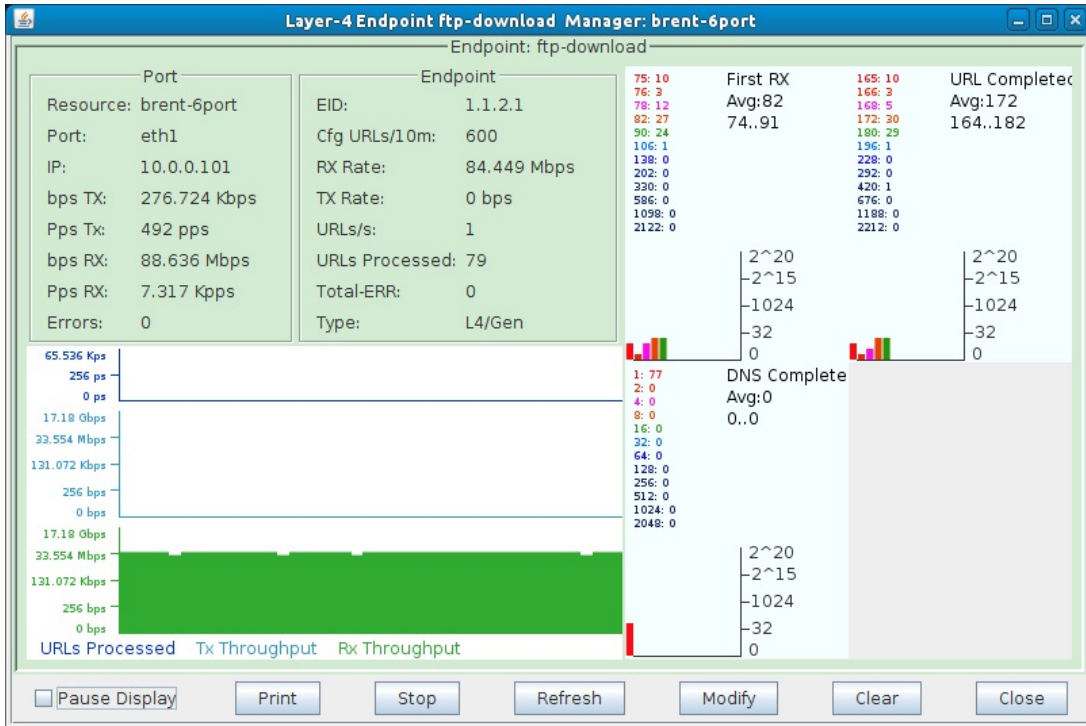 Layer-4 Endpoint ftp-download Manager: brent-6port
Endpoint: ftp-download
Port
Resource: brent-6port
Port: eth1
IP: 10.0.0.101
bps TX: 276.724 Kbps
Pps Tx: 492 pps
bps RX: 88.636 Mbps
Pps RX: 7.317 Kpps
Errors: 0
Endpoint
EID: 1.1.2.1
Cfg URLs/10m: 600
RX Rate: 84.449 Mbps
TX Rate: 0 bps
URLs/s: 1
URLs Processed: 79
Total-ERR: 0
Type: L4/Gen
75: 10
76: 3
78: 12
82: 27
90: 24
106: 1
138: 0
202: 0
330: 0
586: 0
1098: 0
2122: 0
First RX
Avg:82
74..91
2^20
2^15
1024
32
0
165: 10
166: 3
168: 5
172: 30
180: 29
196: 1
228: 0
292: 0
420: 1
676: 0
1188: 0
2212: 0
URL Completed
Avg:172
164..182
2^20
2^15
1024
32
0
65.536 Kps
256 ps
0 ps
17.18 Gbps
33.554 Mbps
131.072 Kbps
256 bps
0 bps
17.18 Gbps
33.554 Mbps
131.072 Kbps
256 bps
0 bps
URLs Processed Tx Throughput Rx Throughput
1: 77
2: 0
4: 0
8: 0
16: 0
32: 0
64: 0
128: 0
256: 0
512: 0
1024: 0
2048: 0
DNS Complete
Avg:0
0..0
2^20
2^15
1024
32
0
Pause Display Print Stop Refresh Modify Clear Close